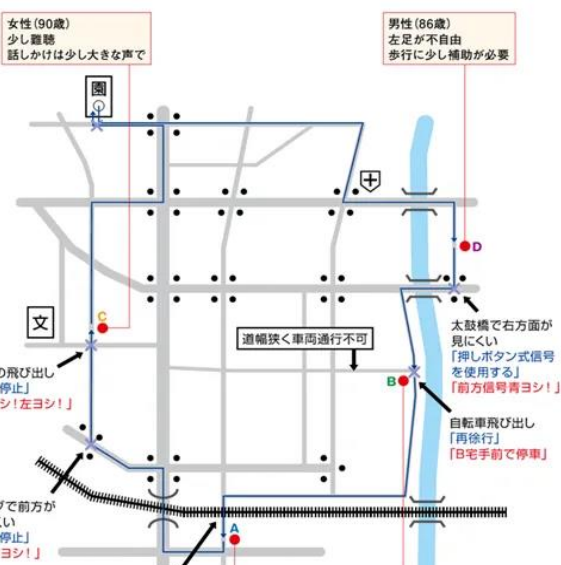 女性(90歳)
少し難聴
話しかけは少し大きな声で
男性(86歳)
左足が不自由
歩行に少し補助が必要
園
D
C
文
道幅狭く車両通行不可
太鼓橋で右方面が
見にくい
「押しボタン式信号
を使用する」
「前方信号青ヨシ!」
の飛び出し
停止」
シ!左ヨシ!」
B
自転車飛び出し
「再徐行」
「B宅手前で停車」
ブで前方が
くい
停止」
ヨシ!」
A